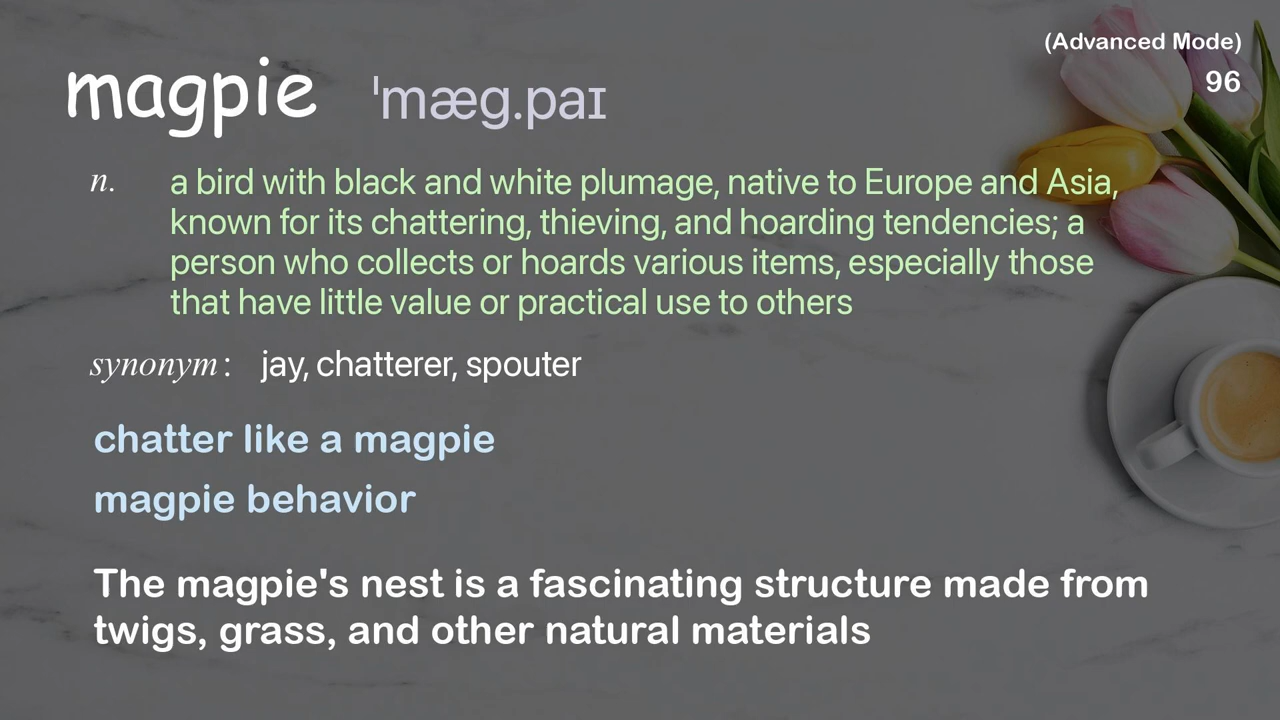 (Advanced Mode)
magpie ˈmæg.paɪ
96
n. a bird with black and white plumage, native to Europe and Asia,
known for its chattering, thieving, and hoarding tendencies; a
person who collects or hoards various items, especially those
that have little value or practical use to others
synonym : jay, chatterer, spouter
chatter like a magpie
magpie behavior
The magpie's nest is a fascinating structure made from
twigs, grass, and other natural materials